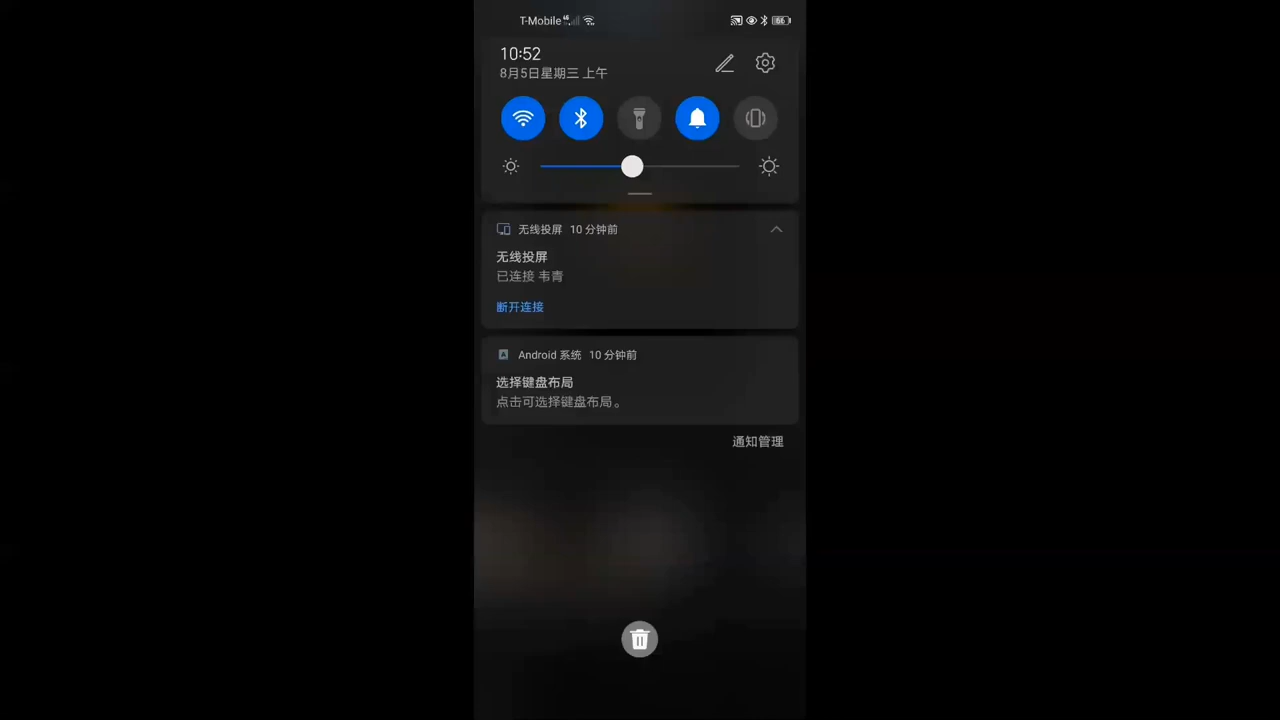 T-Mobile 4G 66
10:52
8月5日星期三 上午
无线投屏 10 分钟前
无线投屏
已连接 韦青
断开连接
Android 系统 10 分钟前
选择键盘布局
点击可选择键盘布局。
通知管理